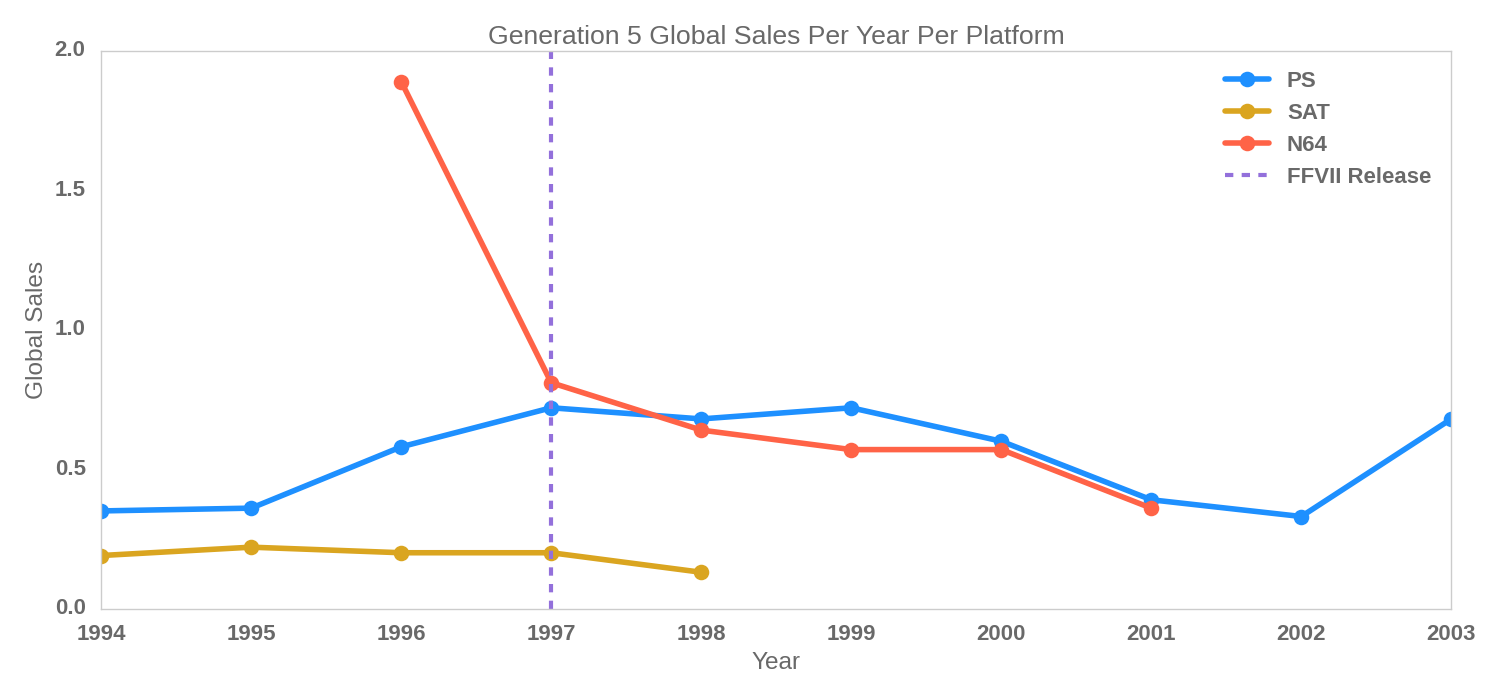 Generation 5 Global Sales Per Year Per Platform
2.0
1.5
1.0
0.5
0.0
Global Sales
PS
SAT
N64
FFVII Release
1994 1995 1996 1997 1998 1999 2000 2001 2002 2003
Year